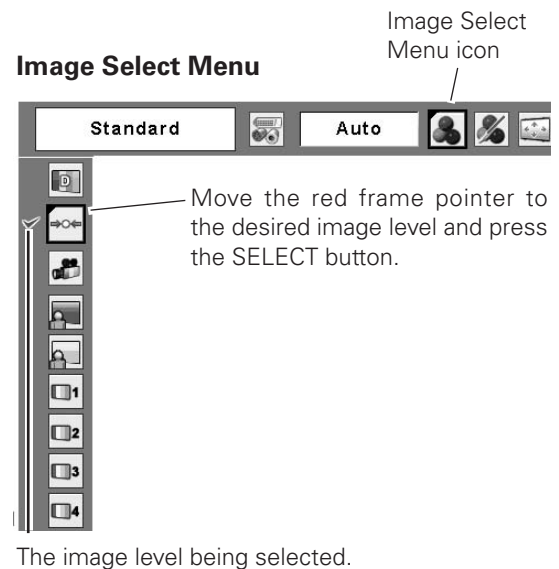 Image Select
Menu icon
Image Select Menu
Standard
Auto
D
Move the red frame pointer to
the desired image level and press
the SELECT button.
1
2
3
4
The image level being selected.